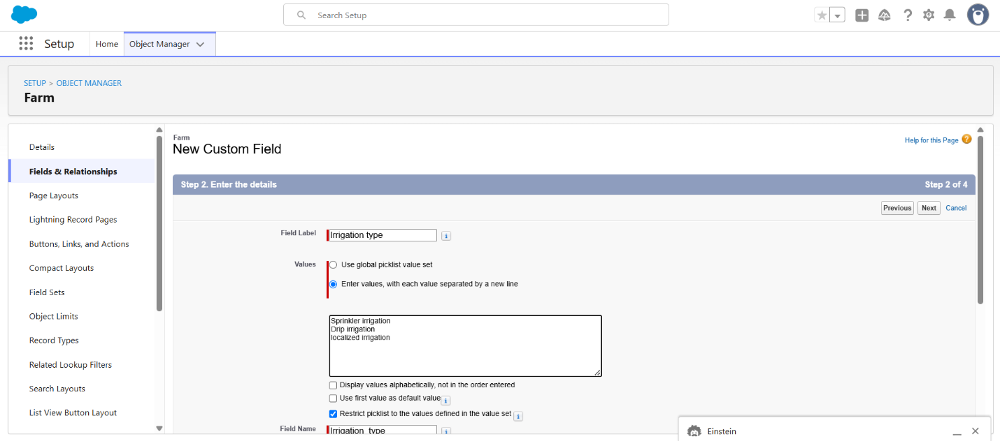 Search Setup
Setup
Home
Object Manager
SETUP > OBJECT MANAGER
Farm
Details
Fields & Relationships
Page Layouts
Lightning Record Pages
Buttons, Links, and Actions
Compact Layouts
Field Sets
Object Limits
Record Types
Related Lookup Filters
Search Layouts
List View Button Layout
Farm
New Custom Field
Help for this Page
Step 2. Enter the details
Step 2 of 4
Previous
Next
Cancel
Field Label
Irrigation type
Values
Use global picklist value set
Enter values, with each value separated by a new line
Sprinkler irrigation
Drip irrigation
localized irrigation
Display values alphabetically, not in the order entered
Use first value as default value
Restrict picklist to the values defined in the value set
Field Name
Irrigation_type
Einstein